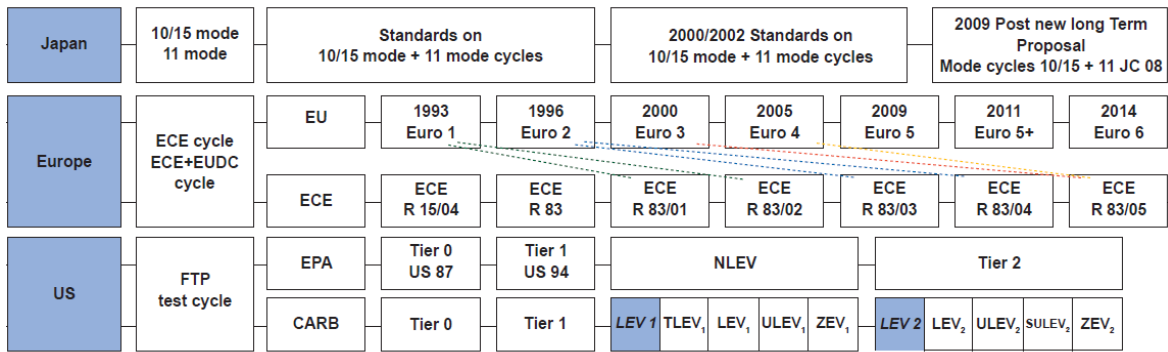 Japan
10/15 mode
11 mode
Standards on
10/15 mode + 11 mode cycles
2000/2002 Standards on
10/15 mode + 11 mode cycles
2009 Post new long Term
Proposal
Mode cycles 10/15 + 11 JC 08
Europe
ECE cycle
ECE+EUDC
cycle
EU
1993
Euro 1
1996
Euro 2
2000
Euro 3
2005
Euro 4
2009
Euro 5
2011
Euro 5+
2014
Euro 6
ECE
ECE
R 15/04
ECE
R 83
ECE
R 83/01
ECE
R 83/02
ECE
R 83/03
ECE
R 83/04
ECE
R 83/05
US
FTP
test cycle
EPA
Tier 0
US 87
Tier 1
US 94
NLEV
Tier 2
CARB
Tier 0
Tier 1
LEV 1
TLEV₁
LEV₁
ULEV₁
ZEV₁
LEV 2
LEV₂
ULEV₂
SULEV₂
ZEV₂